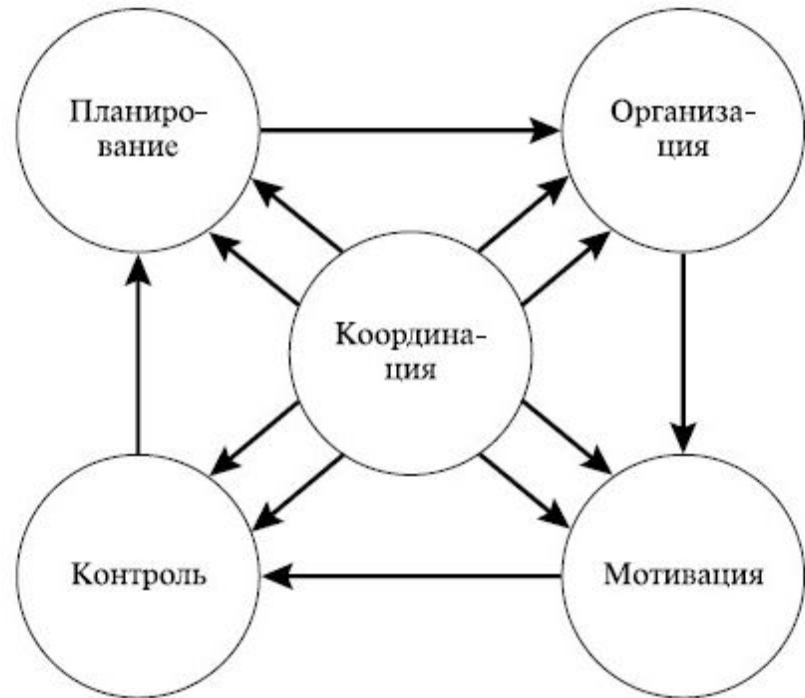 Планиро-
вание
Организа-
ция
Координа-
ция
Контроль
Мотивация